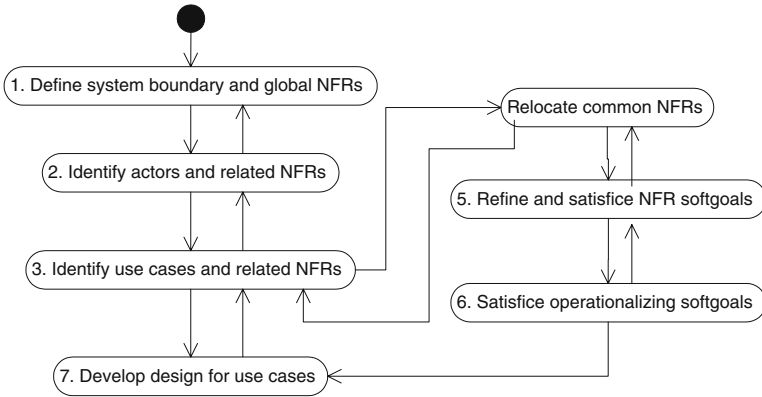 1. Define system boundary and global NFRs
Relocate common NFRs
2. Identify actors and related NFRs
5. Refine and satisfice NFR softgoals
3. Identify use cases and related NFRs
6. Satisfice operationalizing softgoals
7. Develop design for use cases